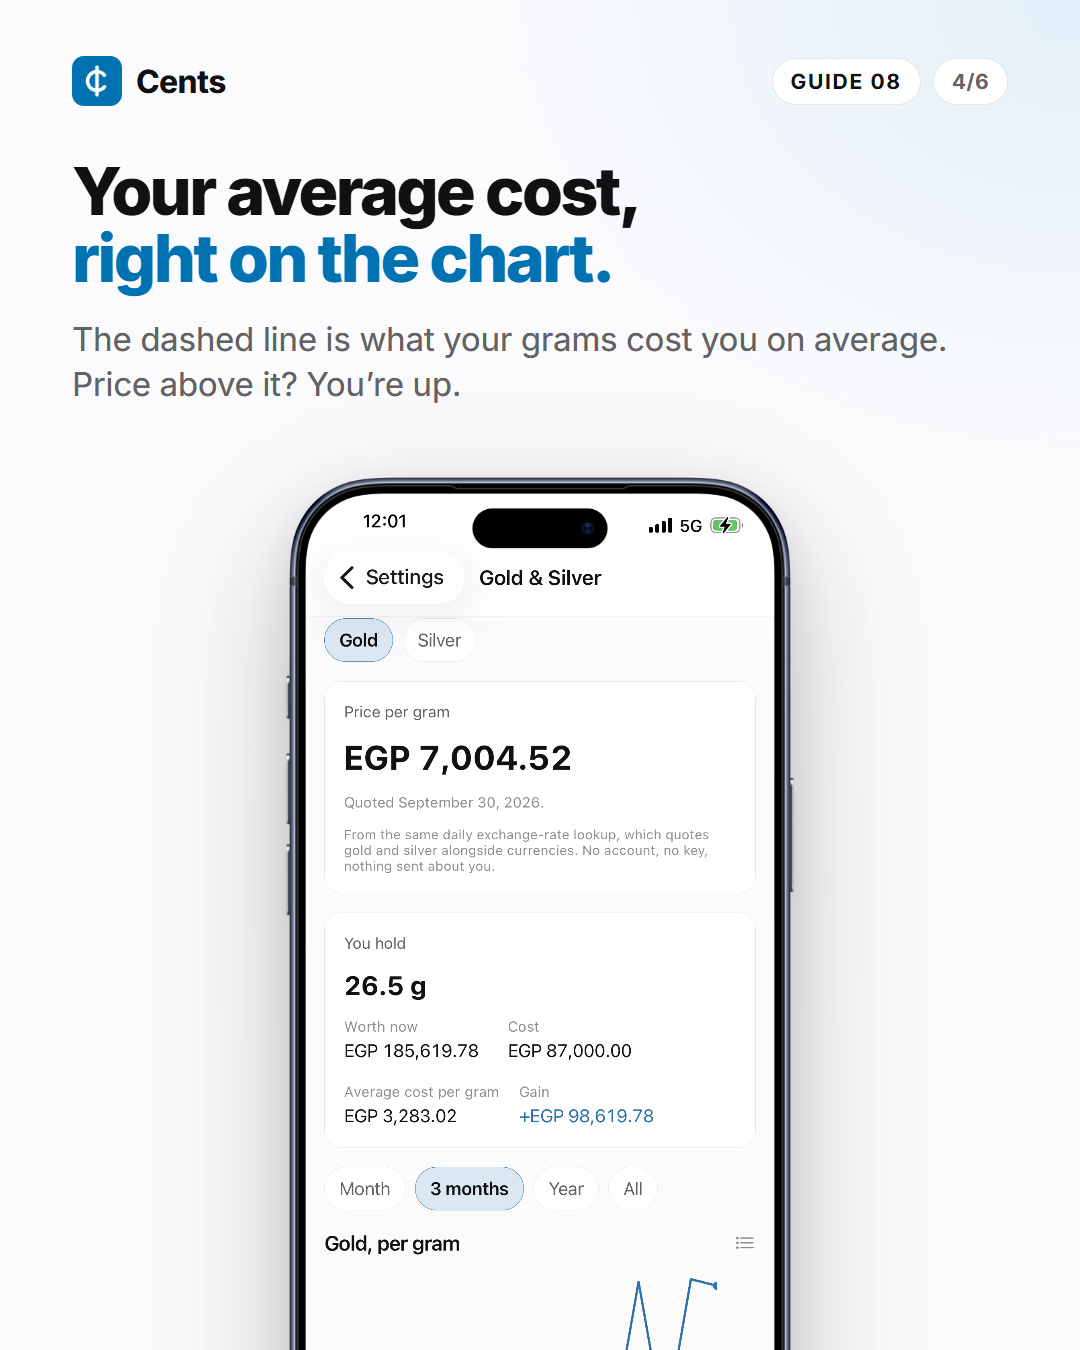 Cents
GUIDE 08
4/6
Your average cost,
right on the chart.
The dashed line is what your grams cost you on average.
Price above it? You’re up.
12:01
5G
Settings
Gold & Silver
Gold
Silver
Price per gram
EGP 7,004.52
Quoted September 30, 2026.
From the same daily exchange-rate lookup, which quotes
gold and silver alongside currencies. No account, no key,
nothing sent about you.
You hold
26.5 g
Worth now
Cost
EGP 185,619.78
EGP 87,000.00
Average cost per gram
Gain
EGP 3,283.02
+EGP 98,619.78
Month
3 months
Year
All
Gold, per gram